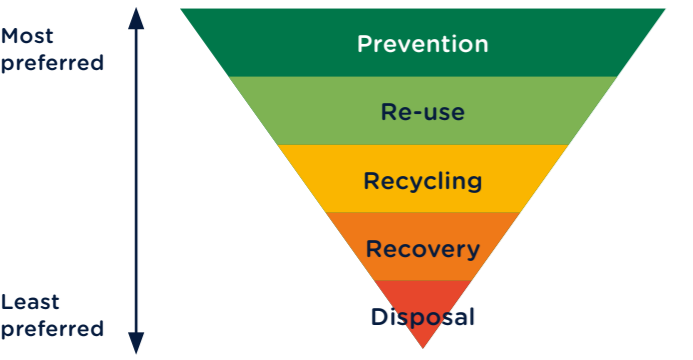 Most
preferred
Prevention
Re-use
Recycling
Recovery
Disposal
Least
preferred